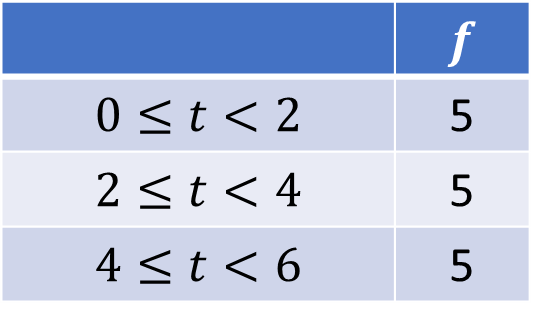 f
0 ≤ t < 2 5
2 ≤ t < 4 5
4 ≤ t < 6 5